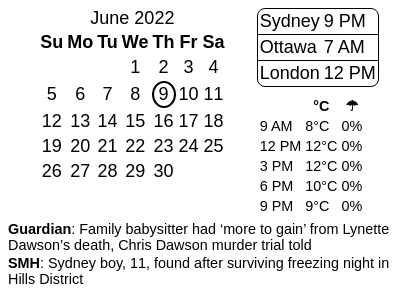 June 2022
Su Mo Tu We Th Fr Sa
1 2 3 4
5 6 7 8 9 10 11
12 13 14 15 16 17 18
19 20 21 22 23 24 25
26 27 28 29 30
Sydney 9 PM
Ottawa 7 AM
London 12 PM
°C ☂
9 AM 8°C 0%
12 PM 12°C 0%
3 PM 12°C 0%
6 PM 10°C 0%
9 PM 9°C 0%
Guardian: Family babysitter had ‘more to gain’ from Lynette
Dawson’s death, Chris Dawson murder trial told
SMH: Sydney boy, 11, found after surviving freezing night in
Hills District